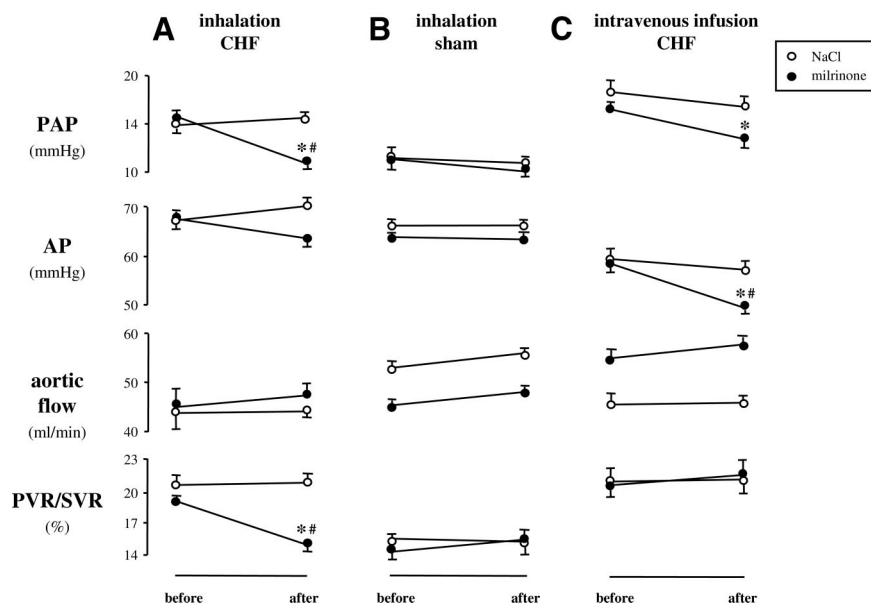 A inhalation CHF
B inhalation sham
C intravenous infusion CHF
NaCl
milrinone
PAP
(mmHg)
20
14
10
*#
*
AP
(mmHg)
70
60
50
*#
aortic
flow
(ml/min)
60
50
40
PVR/SVR
(%)
23
20
17
14
*#
before after before after before after